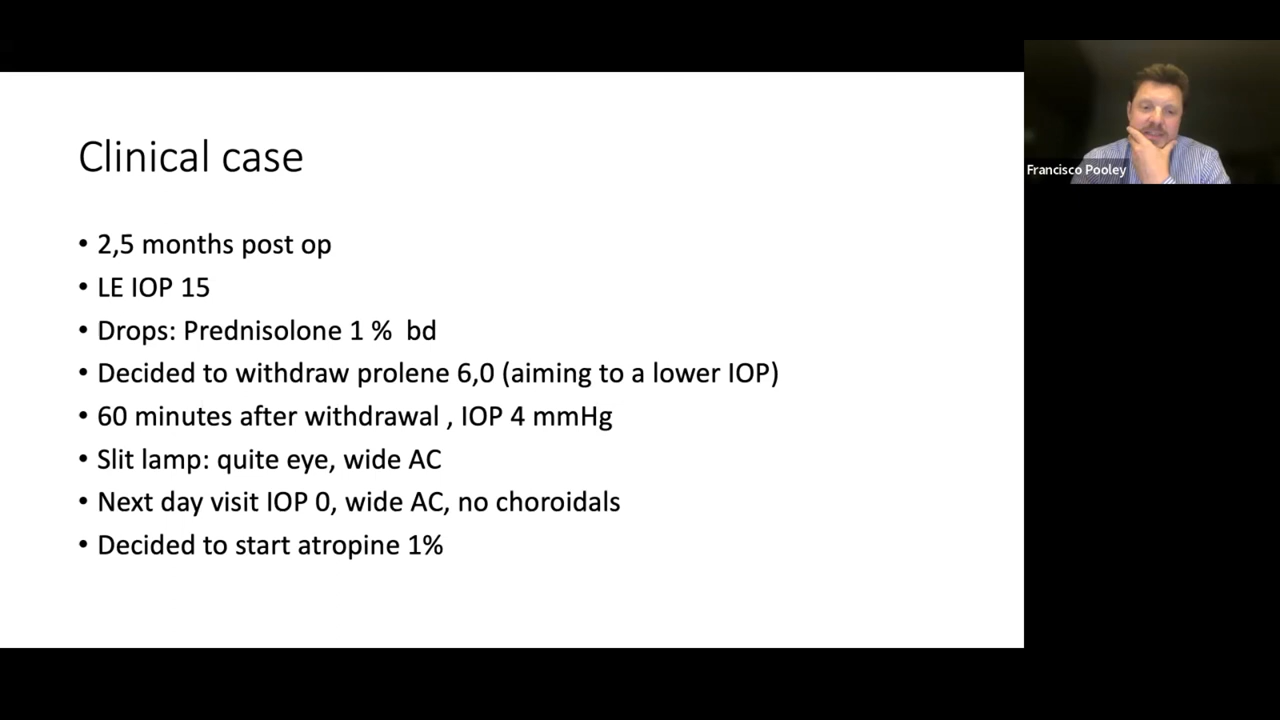 Clinical case
• 2,5 months post op
• LE IOP 15
• Drops: Prednisolone 1 % bd
• Decided to withdraw prolene 6,0 (aiming to a lower IOP)
• 60 minutes after withdrawal , IOP 4 mmHg
• Slit lamp: quite eye, wide AC
• Next day visit IOP 0, wide AC, no choroidals
• Decided to start atropine 1%
Francisco Pooley